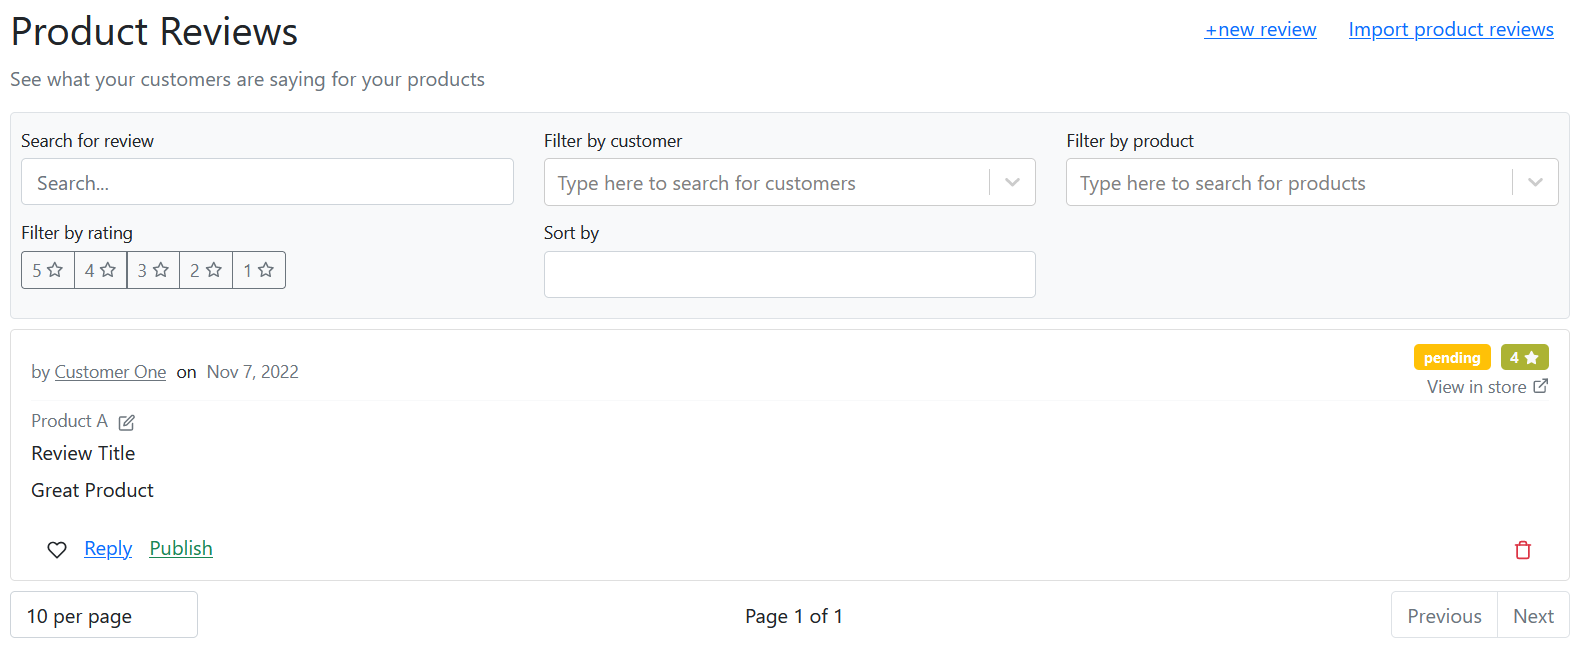 Product Reviews
+new review
Import product reviews
See what your customers are saying for your products
Search for review
Filter by customer
Filter by product
Search...
Type here to search for customers
Type here to search for products
Filter by rating
Sort by
5
4
3
2
1
by Customer One on Nov 7, 2022
pending
4
View in store
Product A
Review Title
Great Product
Reply
Publish
10 per page
Page 1 of 1
Previous
Next